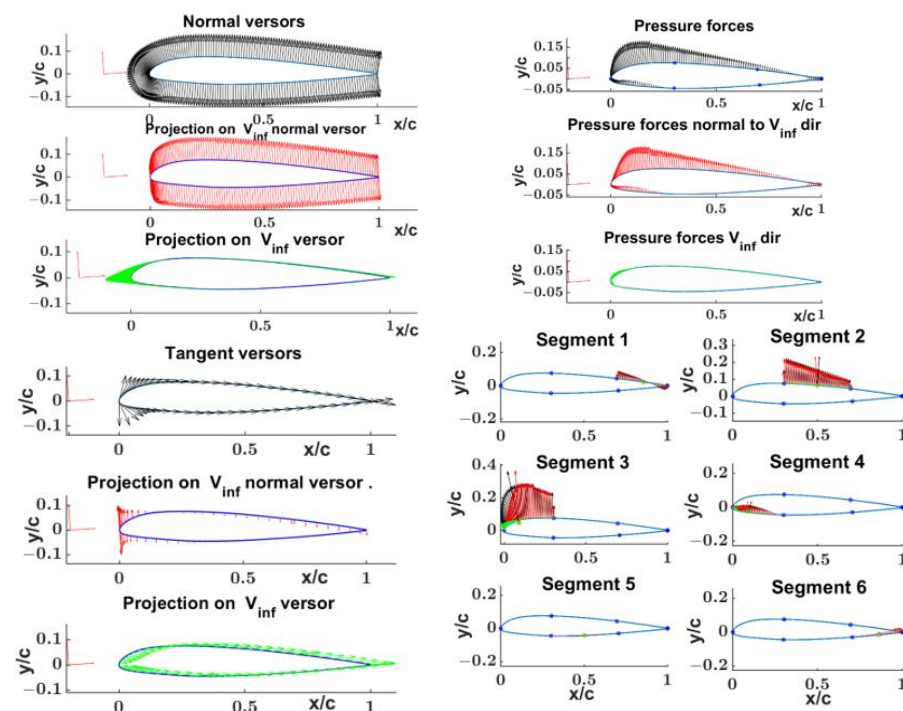 Normal versors
y/c
0.1
0
−0.1
0
0.5
1
x/c
Projection on V_inf normal versor
y/c
0.1
0
−0.1
0
0.5
1
x/c
Projection on V_inf versor
y/c
0.1
0
−0.1
0
0.5
1
x/c
Tangent versors
y/c
0.1
0
−0.1
0
0.5
1
x/c
Projection on V_inf normal versor .
y/c
0.1
0
−0.1
0
0.5
1
x/c
Projection on V_inf versor
y/c
0.1
0
−0.1
0
0.5
1
x/c
Pressure forces
y/c
0.15
0.05
−0.05
0
0.5
1
x/c
Pressure forces normal to V_inf dir
y/c
0.15
0.05
−0.05
0
0.5
1
x/c
Pressure forces V_inf dir
y/c
0.15
0.05
−0.05
0
0.5
1
x/c
Segment 1
y/c
0.2
0
−0.2
0
0.5
1
Segment 2
y/c
0.3
0.2
0.1
0
−0.1
0
0.5
1
Segment 3
y/c
0.4
0.2
0
0
0.5
1
Segment 4
y/c
0.2
0
−0.2
0
0.5
1
Segment 5
y/c
0.2
0
−0.2
0
0.5
1
x/c
Segment 6
y/c
0.2
0
−0.2
0
0.5
1
x/c